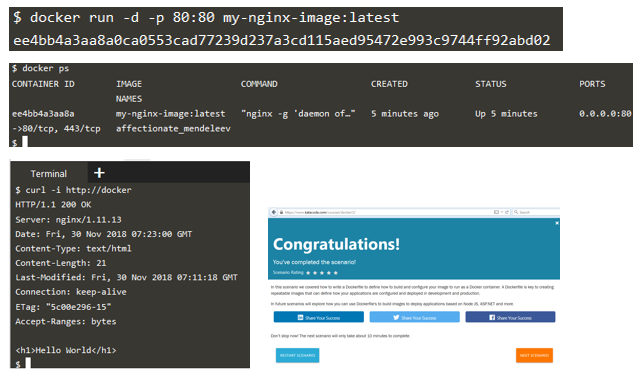 $ docker run -d -p 80:80 my-nginx-image:latest
ee4bb4a3aa8a0ca0553cad77239d237a3cd115aed95472e993c9744ff92abd02
$ docker ps
CONTAINER ID IMAGE COMMAND CREATED STATUS PORTS
NAMES
ee4bb4a3aa8a my-nginx-image:latest "nginx -g 'daemon of…" 5 minutes ago Up 5 minutes 0.0.0.0:80
->80/tcp, 443/tcp affectionate_mendeleev
$
Terminal +
$ curl -i http://docker
HTTP/1.1 200 OK
Server: nginx/1.11.13
Date: Fri, 30 Nov 2018 07:23:00 GMT
Content-Type: text/html
Content-Length: 21
Last-Modified: Fri, 30 Nov 2018 07:11:18 GMT
Connection: keep-alive
ETag: "5c00e296-15"
Accept-Ranges: bytes
<h1>Hello World</h1>
$
Search
Congratulations!
You've completed the scenario!
Scenario Rating
In this scenario we covered how to write a Dockerfile to define how to build and configure your image to run as a Docker container. A Dockerfile is key to creating
repeatable images that can define how your applications are configured and deployed in development and production.
In future scenarios will explore how you can use Dockerfile's to build images to deploy applications based on Node JS, ASP.NET and more.
Share Your Success Share Your Success Share Your Success
Don't stop now! The next scenario will only take about 10 minutes to complete.
RESTART SCENARIO NEXT SCENARIO